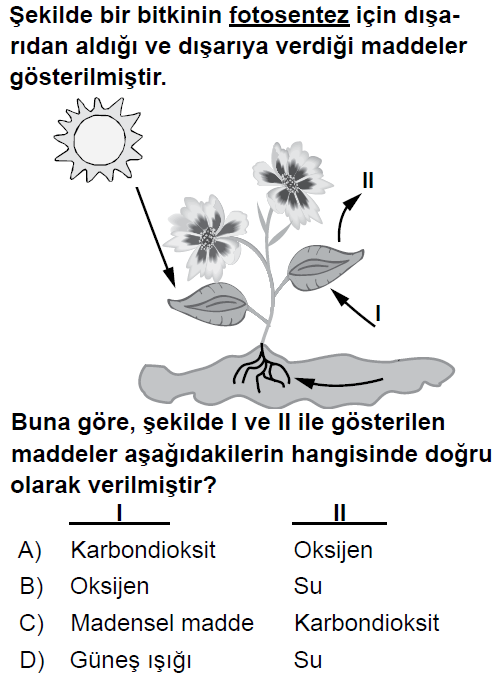 Şekilde bir bitkinin fotosentez için dışa-
rıdan aldığı ve dışarıya verdiği maddeler
gösterilmiştir.
II
I
Buna göre, şekilde I ve II ile gösterilen
maddeler aşağıdakilerin hangisinde doğru
olarak verilmiştir?
I II
A) Karbondioksit Oksijen
B) Oksijen Su
C) Madensel madde Karbondioksit
D) Güneş ışığı Su